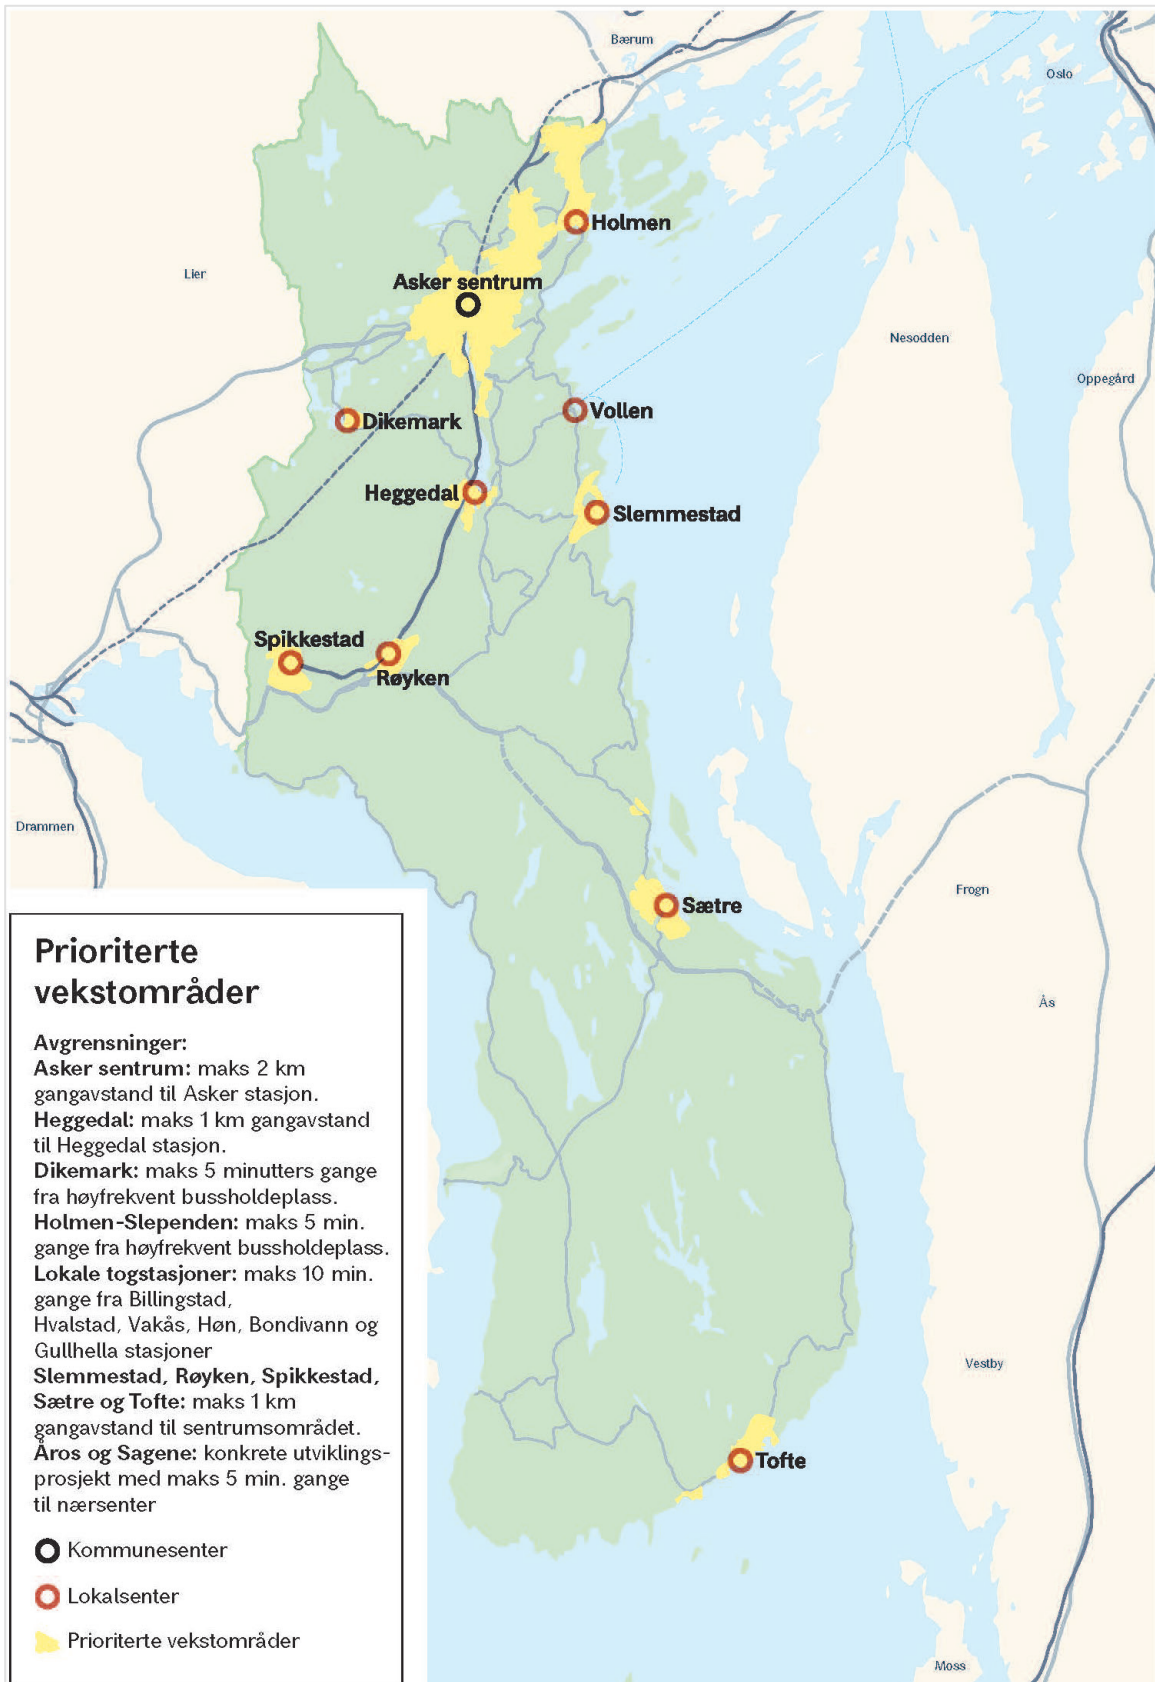 Bærum
Oslo
Holmen
Lier
Asker sentrum
Nesodden
Oppegård
Vollen
Dikemark
Heggedal
Slemmestad
Spikkestad
Røyken
Drammen
Frogn
Sætre
Ås
Vestby
Tofte
Moss
Prioriterte
vekstområder
Avgrensninger:
Asker sentrum: maks 2 km
gangavstand til Asker stasjon.
Heggedal: maks 1 km gangavstand
til Heggedal stasjon.
Dikemark: maks 5 minutters gange
fra høyfrekvent bussholdeplass.
Holmen-Slependen: maks 5 min.
gange fra høyfrekvent bussholdeplass.
Lokale togstasjoner: maks 10 min.
gange fra Billingstad,
Hvalstad, Vakås, Høn, Bondivann og
Gullhella stasjoner
Slemmestad, Røyken, Spikkestad,
Sætre og Tofte: maks 1 km
gangavstand til sentrumsområdet.
Åros og Sagene: konkrete utviklings-
prosjekt med maks 5 min. gange
til nærsenter
Kommunesenter
Lokalsenter
Prioriterte vekstområder